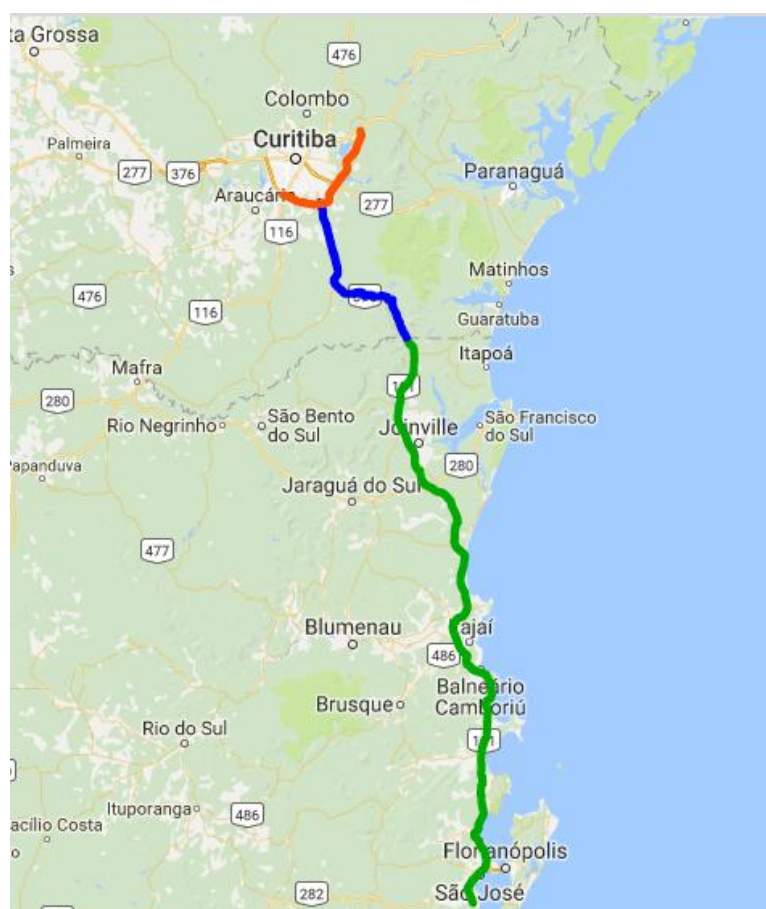 ta Grossa
476
Colombo
Curitiba
Palmeira
277
376
Paranaguá
Araucária
277
116
Matinhos
476
116
Guaratuba
Itapoá
Mafra
280
São Francisco
do Sul
Rio Negrinho
São Bento
do Sul
Joinville
Papanduva
280
Jaraguá do Sul
477
Blumenau
486
Balneário
Camboriú
Brusque
Rio do Sul
Ituporanga
486
acílio Costa
Florianópolis
282
São José